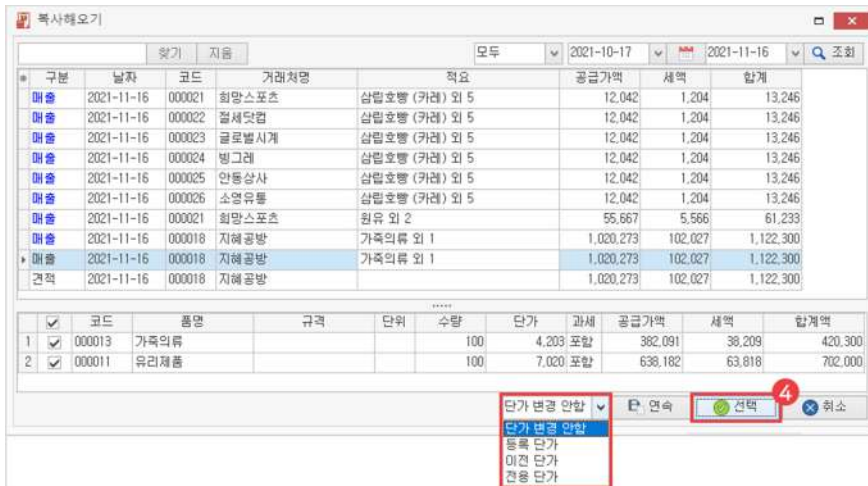 복사해오기
찾기 지움 모두 2021-10-17 2021-11-16 조회
구분 날짜 코드 거래처명 적요 공급가액 세액 합계
매출 2021-11-16 000021 희망스포츠 삼립호빵 (카레) 외 5 12,042 1,204 13,246
매출 2021-11-16 000022 절세닷컴 삼립호빵 (카레) 외 5 12,042 1,204 13,246
매출 2021-11-16 000023 글로벌시계 삼립호빵 (카레) 외 5 12,042 1,204 13,246
매출 2021-11-16 000024 빙그레 삼립호빵 (카레) 외 5 12,042 1,204 13,246
매출 2021-11-16 000025 안동상사 삼립호빵 (카레) 외 5 12,042 1,204 13,246
매출 2021-11-16 000026 소영유통 삼립호빵 (카레) 외 5 12,042 1,204 13,246
매출 2021-11-16 000021 희망스포츠 원유 외 2 55,667 5,566 61,233
매출 2021-11-16 000018 지혜공방 가죽의류 외 1 1,020,273 102,027 1,122,300
매출 2021-11-16 000018 지혜공방 가죽의류 외 1 1,020,273 102,027 1,122,300
견적 2021-11-16 000018 지혜공방 1,020,273 102,027 1,122,300
코드 품명 규격 단위 수량 단가 과세 공급가액 세액 합계액
1 000013 가죽의류 100 4,203 포함 382,091 38,209 420,300
2 000011 유리제품 100 7,020 포함 638,182 63,818 702,000
단가 변경 안함 연속 선택 4 취소
단가 변경 안함
등록 단가
이전 단가
전용 단가